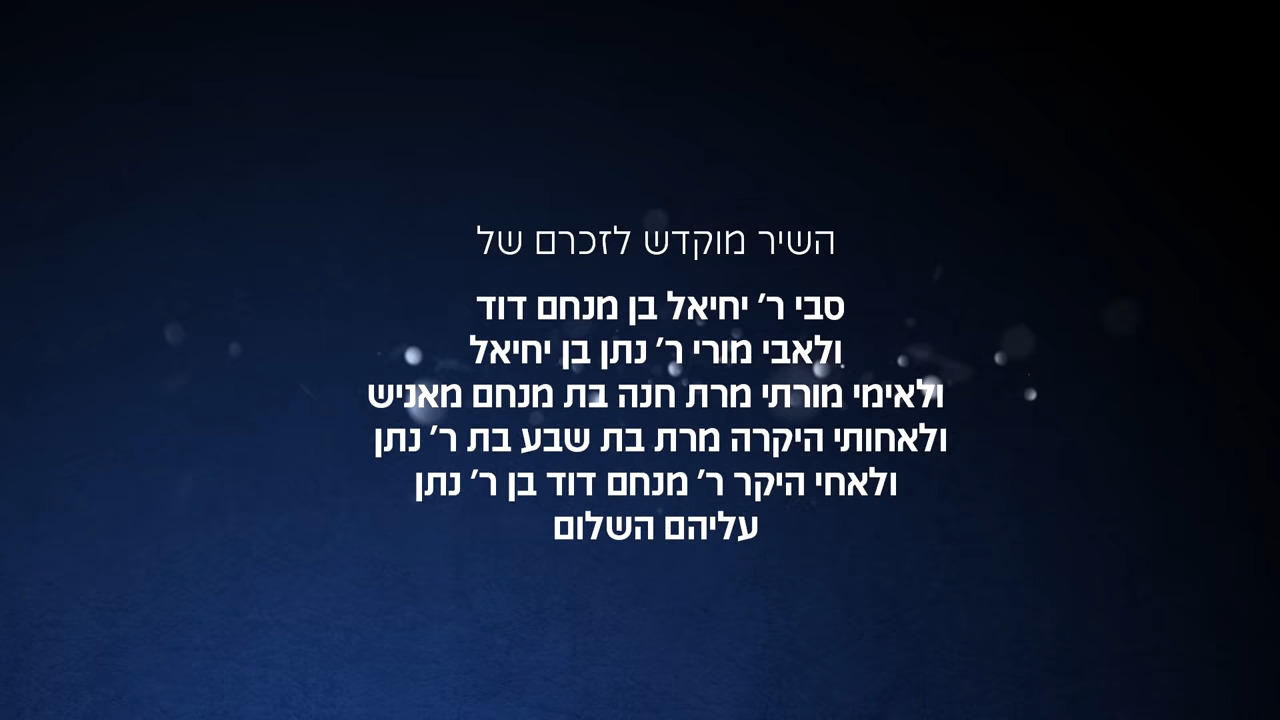 השיר מוקדש לזכרם של
סבי ר' יחיאל בן מנחם דוד
ולאבי מורי ר' נתן בן יחיאל
ולאימי מורתי מרת חנה בת מנחם מאניש
ולאחותי היקרה מרת בת שבע בת ר' נתן
ולאחי היקר ר' מנחם דוד בן ר' נתן
עליהם השלום